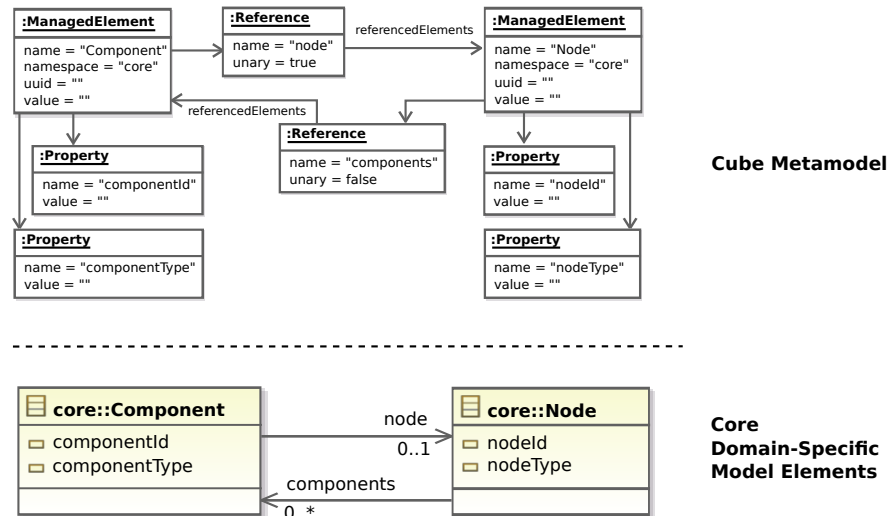 :ManagedElement
name = "Component"
namespace = "core"
uuid = ""
value = ""
:Reference
name = "node"
unary = true
referencedElements
:ManagedElement
name = "Node"
namespace = "core"
uuid = ""
value = ""
referencedElements
:Reference
name = "components"
unary = false
:Property
name = "componentId"
value = ""
:Property
name = "componentType"
value = ""
:Property
name = "nodeId"
value = ""
:Property
name = "nodeType"
value = ""
Cube Metamodel
core::Component
componentId
componentType
node
0..1
components
0..*
core::Node
nodeId
nodeType
Core
Domain-Specific
Model Elements